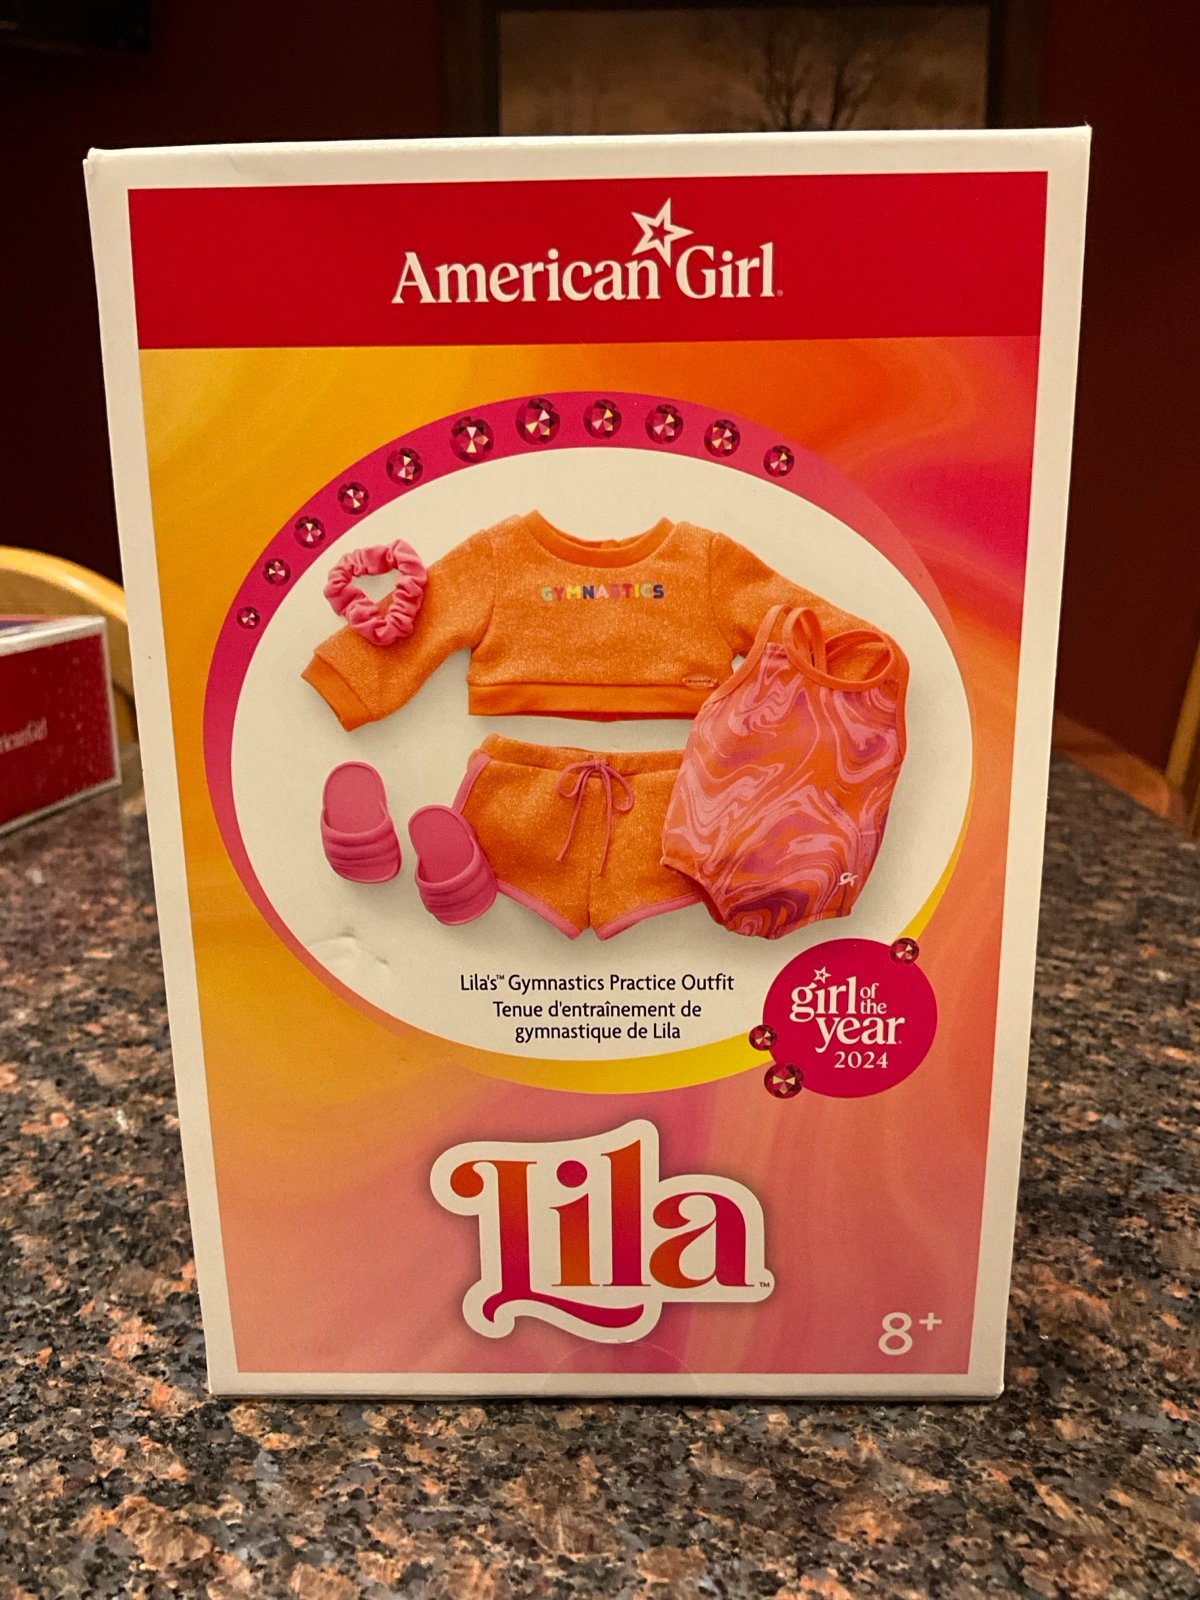 American Girl
GYMNASTICS
GK
Lila's™ Gymnastics Practice Outfit
Tenue d'entraînement de
gymnastique de Lila
girl of the year
2024
Lila™
8+